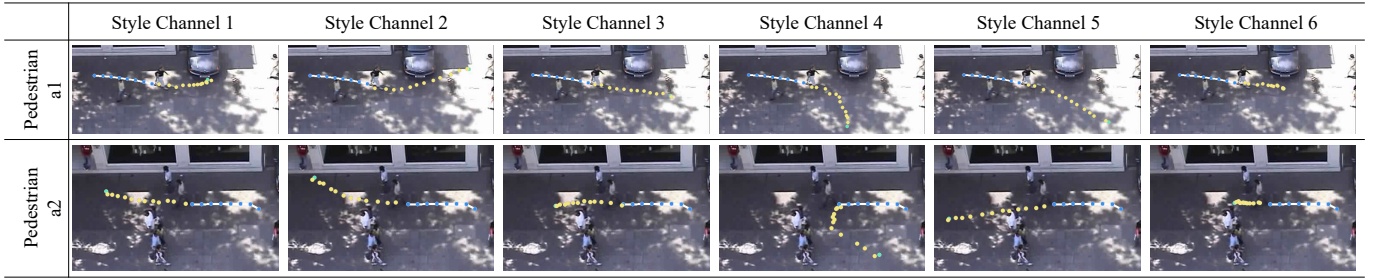 Style Channel 1 Style Channel 2 Style Channel 3 Style Channel 4 Style Channel 5 Style Channel 6
Pedestrian
a1
Pedestrian
a2